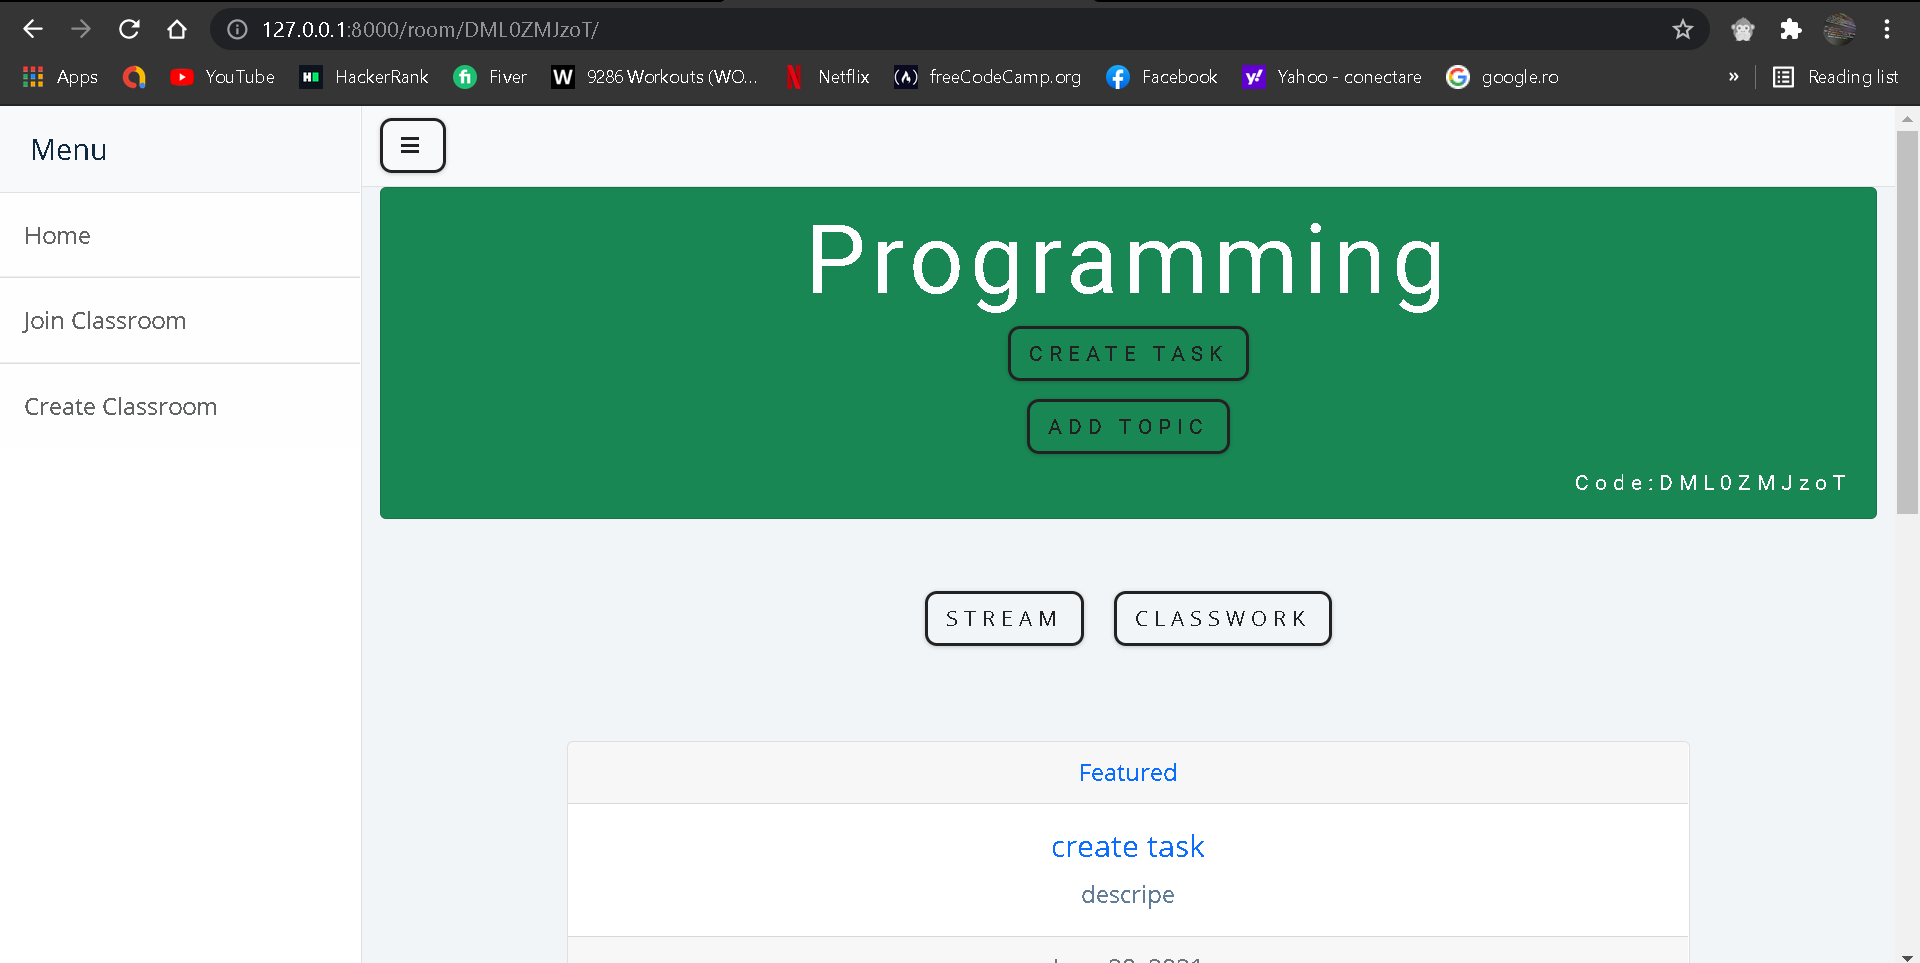 127.0.0.1:8000/room/DML0ZMJzoT/
Apps YouTube HackerRank Fiver 9286 Workouts (WO... Netflix freeCodeCamp.org Facebook Yahoo - conectare google.ro » Reading list
Menu
Home
Join Classroom
Create Classroom
Programming
CREATE TASK
ADD TOPIC
Code:DML0ZMJzoT
STREAM CLASSWORK
Featured
create task
descripe